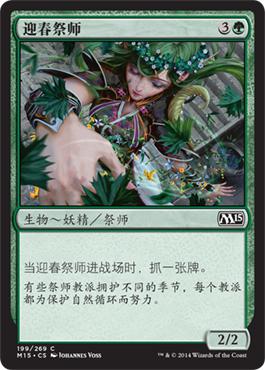 迎春祭师 3
生物～妖精／祭师 M15
当迎春祭师进战场时，抓一张牌。
有些祭师教派拥护不同的季节，每个教派
都为保护自然循环而努力。
2/2
199/269 C
M15 • CS JOHANNES VOSS ™ & © 2014 Wizards of the Coast